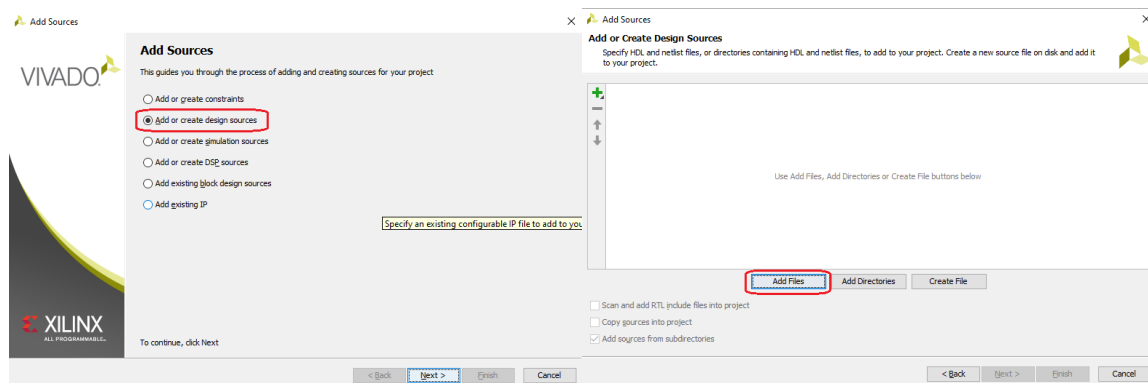 Add Sources
VIVADO
Add Sources
This guides you through the process of adding and creating sources for your project
Add or create constraints
Add or create design sources
Add or create simulation sources
Add or create DSP sources
Add existing block design sources
Add existing IP
Specify an existing configurable IP file to add to you
XILINX
ALL PROGRAMMABLE
To continue, click Next
< Back
Next >
Finish
Cancel
Add Sources
Add or Create Design Sources
Specify HDL and netlist files, or directories containing HDL and netlist files, to add to your project. Create a new source file on disk and add it
to your project.
Use Add Files, Add Directories or Create File buttons below
Add Files
Add Directories
Create File
Scan and add RTL include files into project
Copy sources into project
Add sources from subdirectories
< Back
Next >
Finish
Cancel